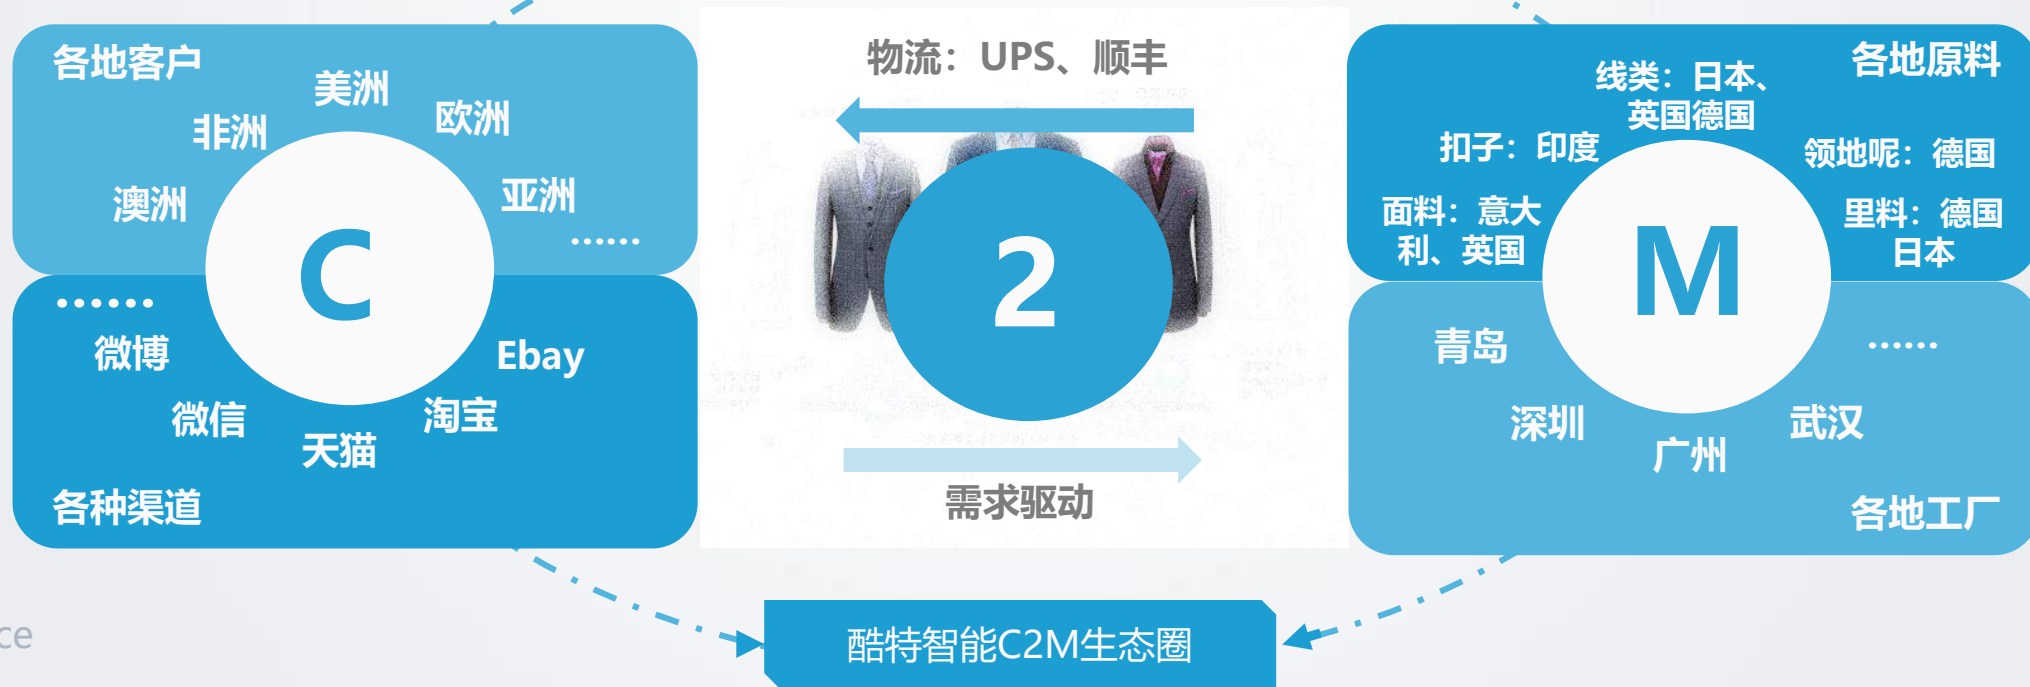 各地客户
美洲
非洲
欧洲
澳洲
亚洲
......
C
......
微博
Ebay
微信
淘宝
天猫
各种渠道
物流：UPS、顺丰
2
需求驱动
各地原料
线类：日本、
英国德国
扣子：印度
领地呢：德国
面料：意大
利、英国
里料：德国
日本
M
青岛
......
深圳
武汉
广州
各地工厂
酷特智能C2M生态圈
ce